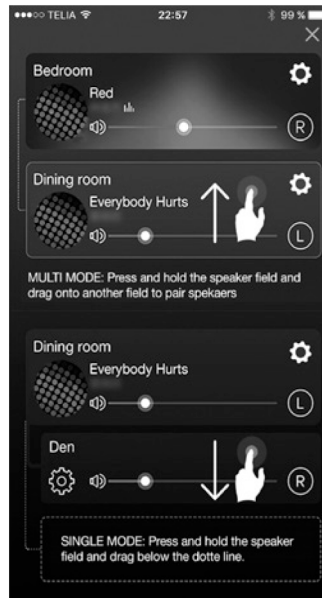 TELIA 22:57 99 %
Bedroom
Red
R
Dining room
Everybody Hurts
L
MULTI MODE: Press and hold the speaker field and
drag onto another field to pair spekaers
Dining room
Everybody Hurts
L
Den
R
SINGLE MODE: Press and hold the speaker
field and drag below the dotte line.